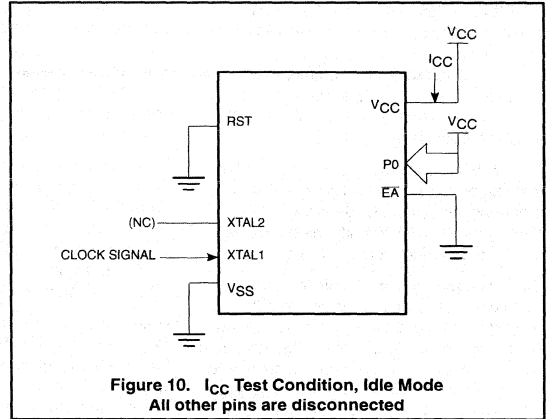 VCC
ICC
VCC
RST
VCC
P0
EA
(NC)
XTAL2
CLOCK SIGNAL
XTAL1
VSS
Figure 10. ICC Test Condition, Idle Mode
All other pins are disconnected